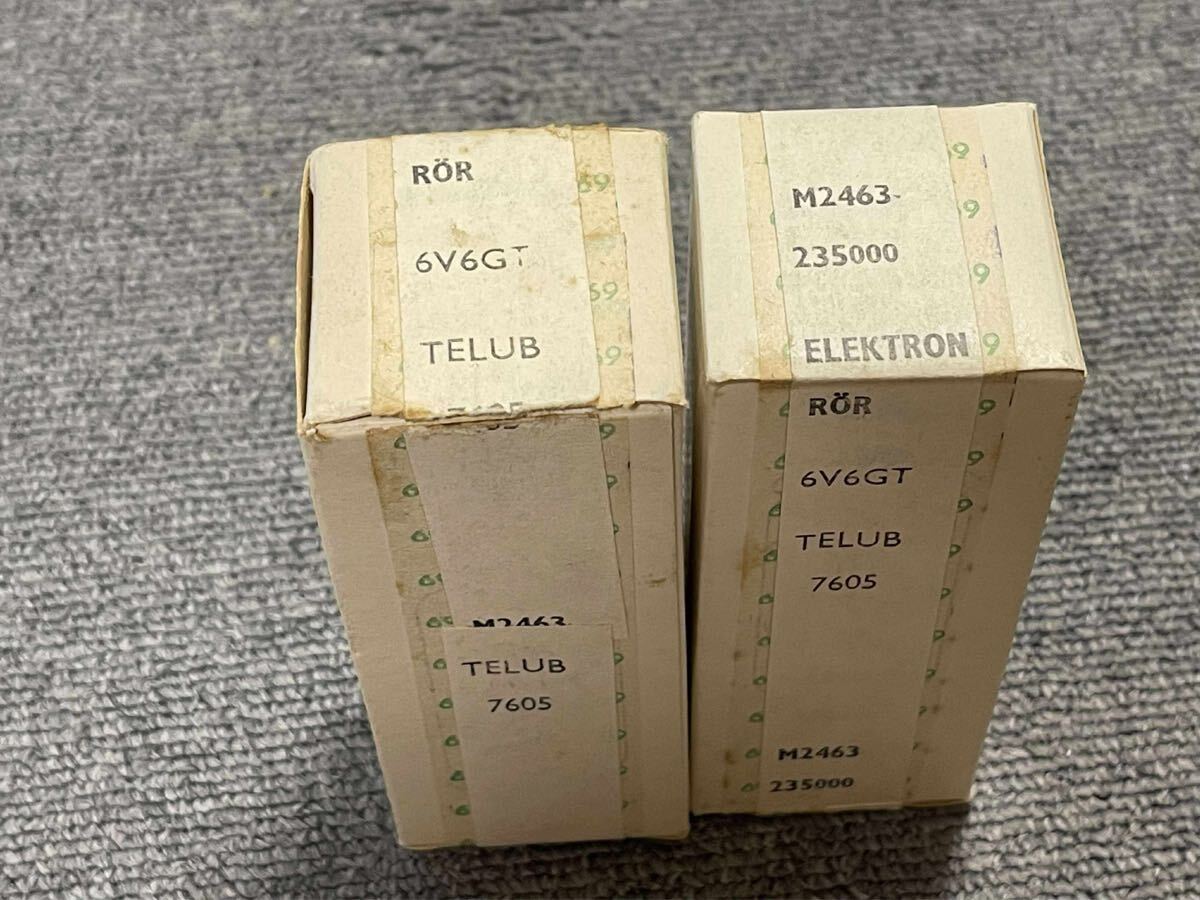 RÖR
6V6GT
TELUB
M2463
TELUB
7605
M2463-
235000
ELEKTRON
RÖR
6V6GT
TELUB
7605
M2463
235000